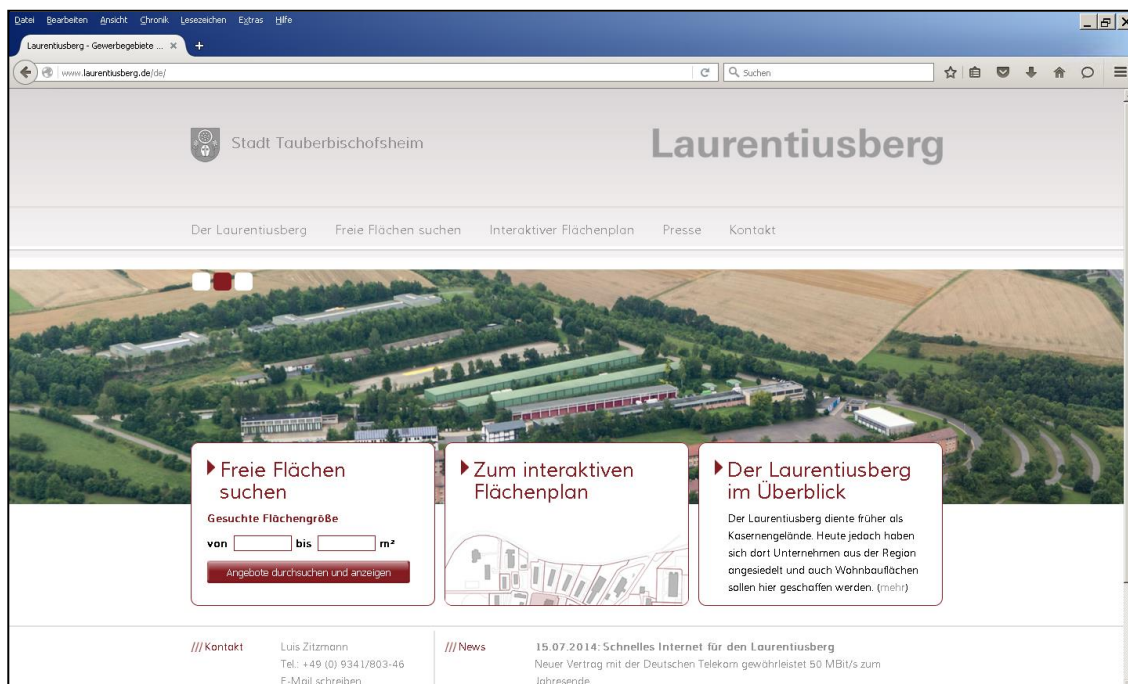 Datei Bearbeiten Ansicht Chronik Lesezeichen Extras Hilfe
Laurentiusberg - Gewerbegebiete ...
www.laurentiusberg.de/de/
Suchen
Stadt Tauberbischofsheim
Laurentiusberg
Der Laurentiusberg Freie Flächen suchen Interaktiver Flächenplan Presse Kontakt
Freie Flächen
suchen
Gesuchte Flächengröße
von bis m²
Angebote durchsuchen und anzeigen
Zum interaktiven
Flächenplan
Der Laurentiusberg
im Überblick
Der Laurentiusberg diente früher als
Kasernengelände. Heute jedoch haben
sich dort Unternehmen aus der Region
angesiedelt und auch Wohnbauflächen
sollen hier geschaffen werden. (mehr)
/// Kontakt
Luis Zitzmann
Tel.: +49 (0) 9341/803-46
E-Mail schreiben
/// News
15.07.2014: Schnelles Internet für den Laurentiusberg
Neuer Vertrag mit der Deutschen Telekom gewährleistet 50 MBit/s zum
Jahresende